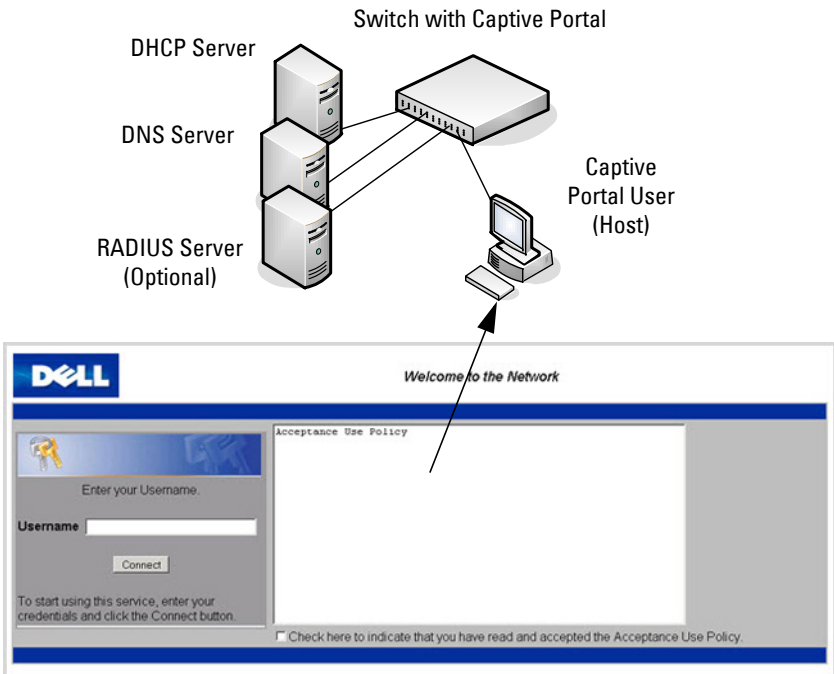 Switch with Captive Portal
DHCP Server
DNS Server
Captive
Portal User
(Host)
RADIUS Server
(Optional)
DELL
Welcome to the Network
Acceptance Use Policy
Enter your Username.
Username
Connect
To start using this service, enter your
credentials and click the Connect button.
Check here to indicate that you have read and accepted the Acceptance Use Policy.